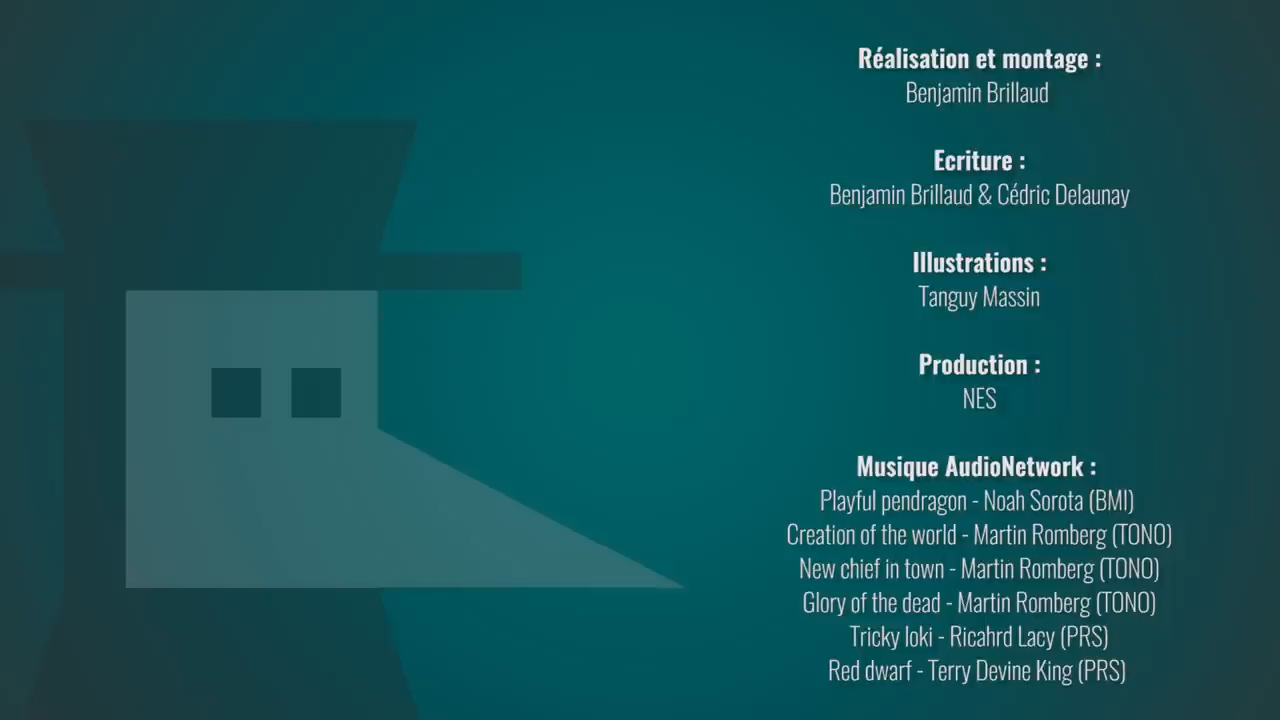 Réalisation et montage :
Benjamin Brillaud
Ecriture :
Benjamin Brillaud & Cédric Delaunay
Illustrations :
Tanguy Massin
Production :
NES
Musique AudioNetwork :
Playful pendragon - Noah Sorota (BMI)
Creation of the world - Martin Romberg (TONO)
New chief in town - Martin Romberg (TONO)
Glory of the dead - Martin Romberg (TONO)
Tricky loki - Ricahrd Lacy (PRS)
Red dwarf - Terry Devine King (PRS)